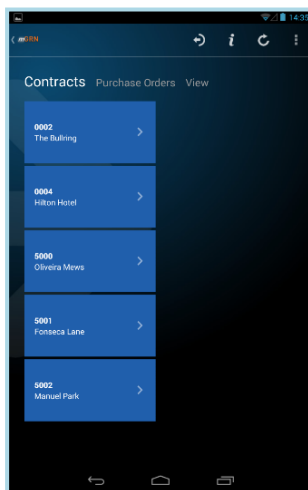 14:35
mGRN
Contracts Purchase Orders View
0002
The Bullring
0004
Hilton Hotel
5000
Oliveira Mews
5001
Fonseca Lane
5002
Manuel Park